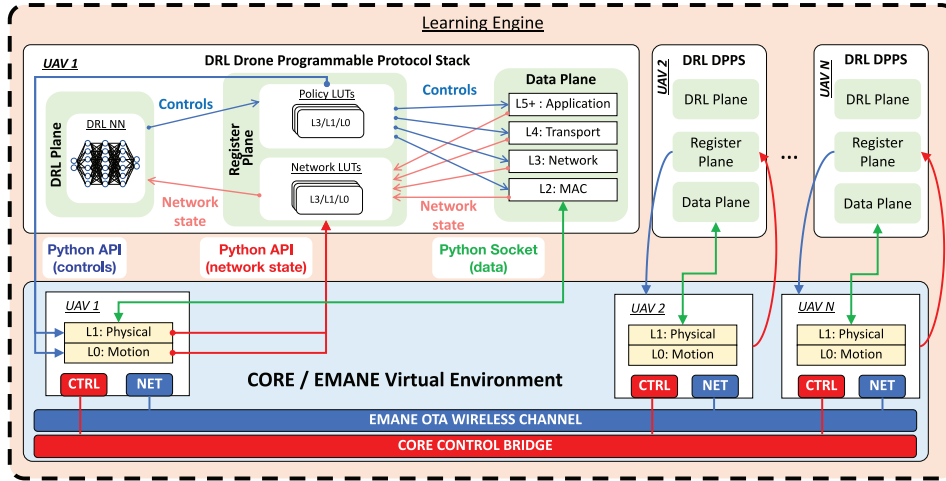 Learning Engine
UAV 1
DRL Drone Programmable Protocol Stack
DRL Plane
DRL NN
Controls
Network
state
Register
Plane
Policy LUTs
L3/L1/L0
Network LUTs
L3/L1/L0
Controls
Network
state
Data Plane
L5+ : Application
L4: Transport
L3: Network
L2: MAC
UAV 2
DRL DPPS
DRL Plane
Register
Plane
Data Plane
...
UAV N
DRL DPPS
DRL Plane
Register
Plane
Data Plane
Python API
(controls)
Python API
(network state)
Python Socket
(data)
UAV 1
L1: Physical
L0: Motion
CTRL
NET
CORE / EMANE Virtual Environment
UAV 2
L1: Physical
L0: Motion
CTRL
NET
UAV N
L1: Physical
L0: Motion
CTRL
NET
EMANE OTA WIRELESS CHANNEL
CORE CONTROL BRIDGE